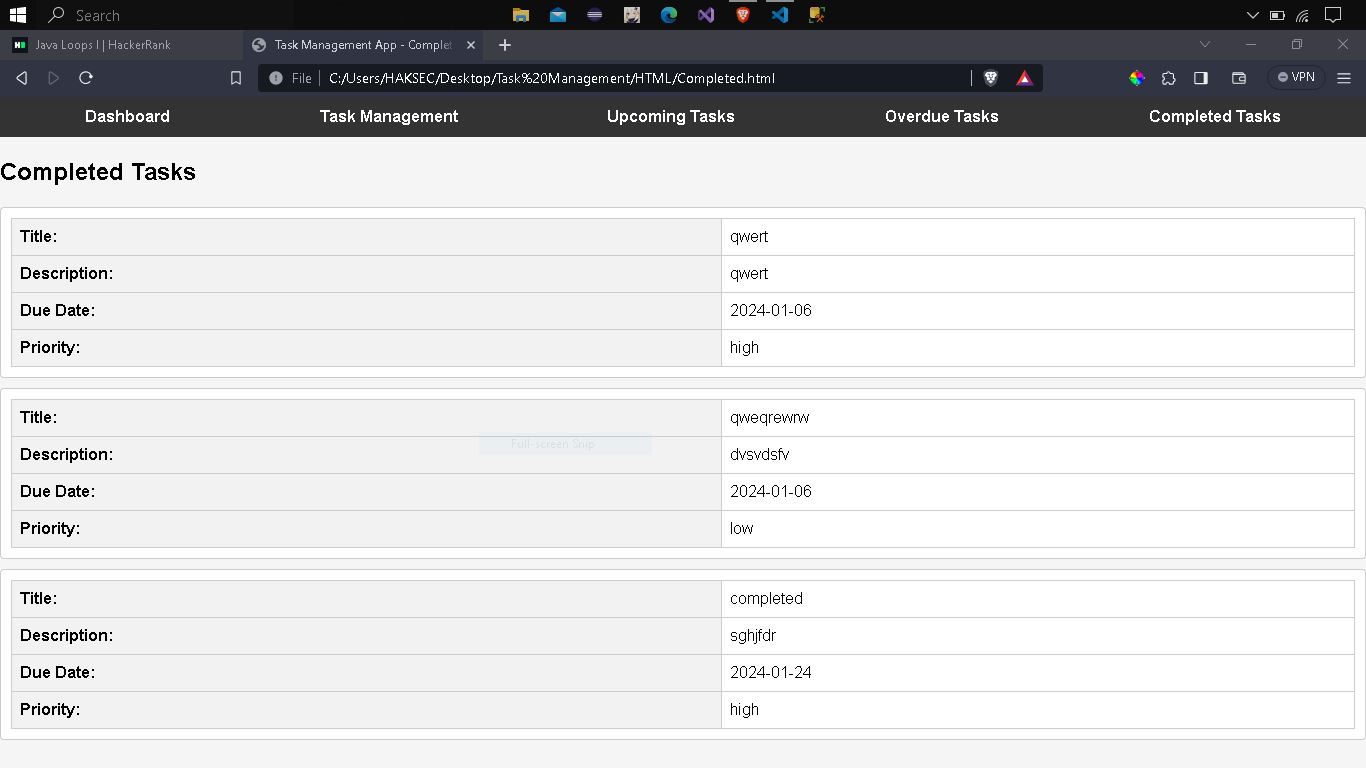 Search
Java Loops I | HackerRank
Task Management App - Complet
File
C:/Users/HAKSEC/Desktop/Task%20Management/HTML/Completed.html
VPN
Dashboard Task Management Upcoming Tasks Overdue Tasks Completed Tasks
Completed Tasks
Title: qwert
Description: qwert
Due Date: 2024-01-06
Priority: high
Title: qweqrewrw
Description: dvsvdsfv
Full-screen Snip
Due Date: 2024-01-06
Priority: low
Title: completed
Description: sghjfdr
Due Date: 2024-01-24
Priority: high